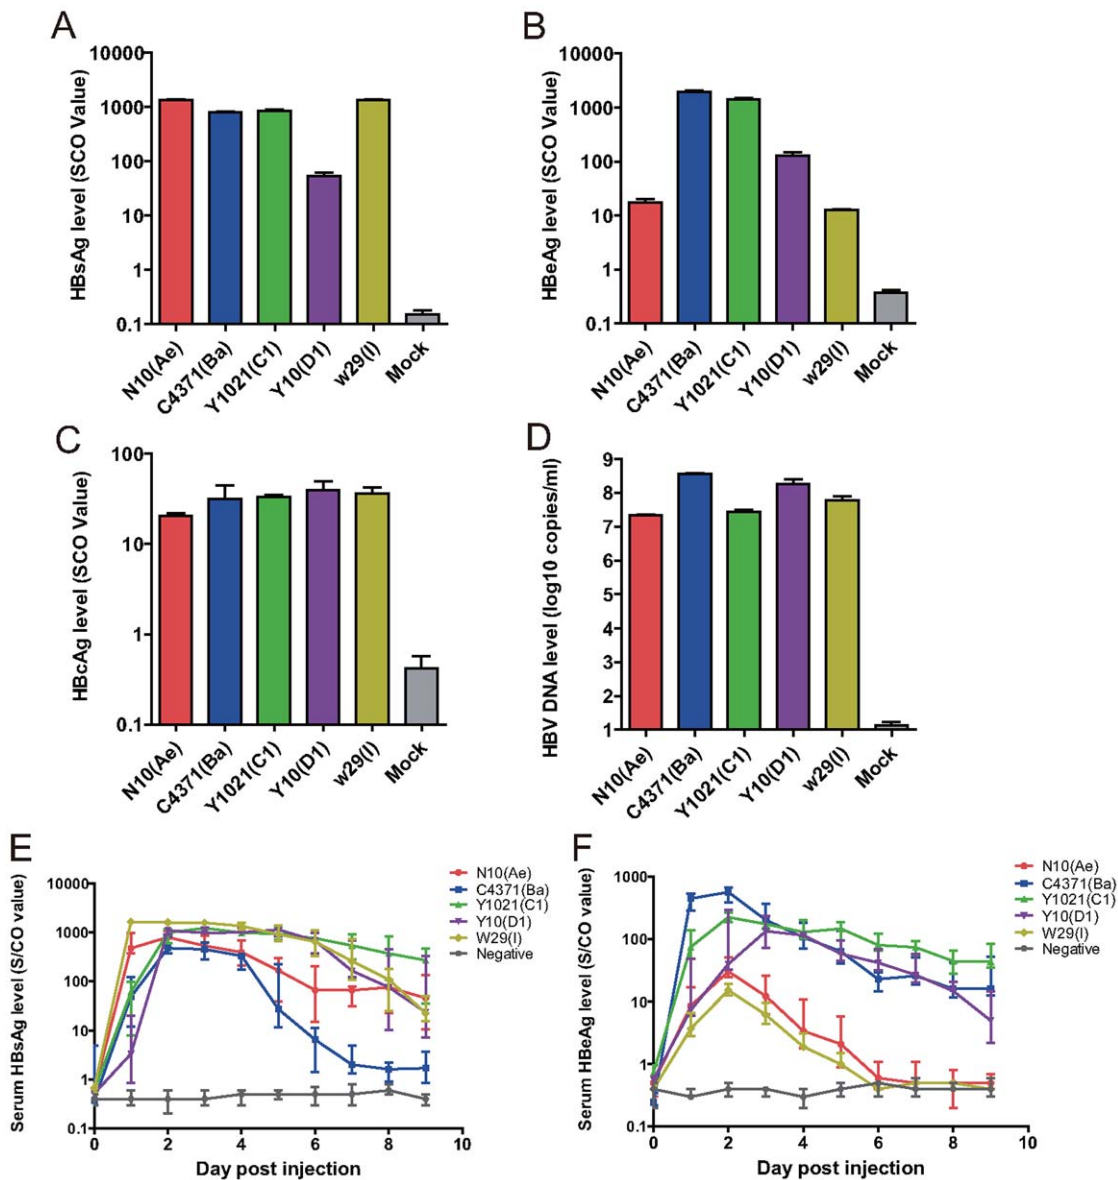 A
HBsAg level (SCO Value)
10000
1000
100
10
1
0.1
N10(Ae)
C4371(Ba)
Y1021(C1)
Y10(D1)
w29(I)
Mock
B
HBeAg level (SCO Value)
10000
1000
100
10
1
0.1
N10(Ae)
C4371(Ba)
Y1021(C1)
Y10(D1)
w29(I)
Mock
C
HBcAg level (SCO Value)
100
10
1
0.1
N10(Ae)
C4371(Ba)
Y1021(C1)
Y10(D1)
w29(I)
Mock
D
HBV DNA level (log10 copies/ml)
9
8
7
6
5
4
3
2
1
N10(Ae)
C4371(Ba)
Y1021(C1)
Y10(D1)
w29(I)
Mock
E
Serum HBsAg level (S/CO value)
10000
1000
100
10
1
0.1
0 2 4 6 8 10
Day post injection
N10(Ae)
C4371(Ba)
Y1021(C1)
Y10(D1)
W29(I)
Negative
F
Serum HBeAg level (S/CO value)
1000
100
10
1
0.1
0 2 4 6 8 10
Day post injection
N10(Ae)
C4371(Ba)
Y1021(C1)
Y10(D1)
W29(I)
Negative